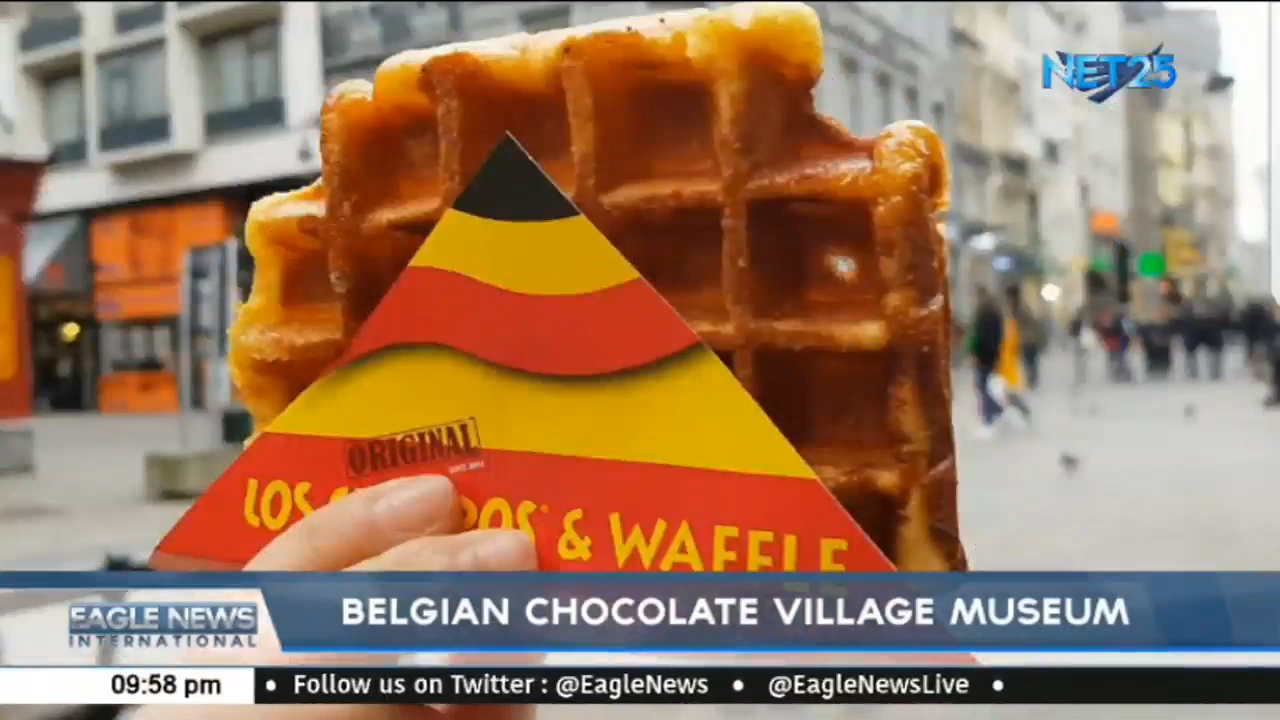 NET25
ORIGINAL
LOS & WAFFLE
BELGIAN CHOCOLATE VILLAGE MUSEUM
EAGLE NEWS
INTERNATIONAL
09:58 pm
• Follow us on Twitter : @EagleNews • @EagleNewsLive •